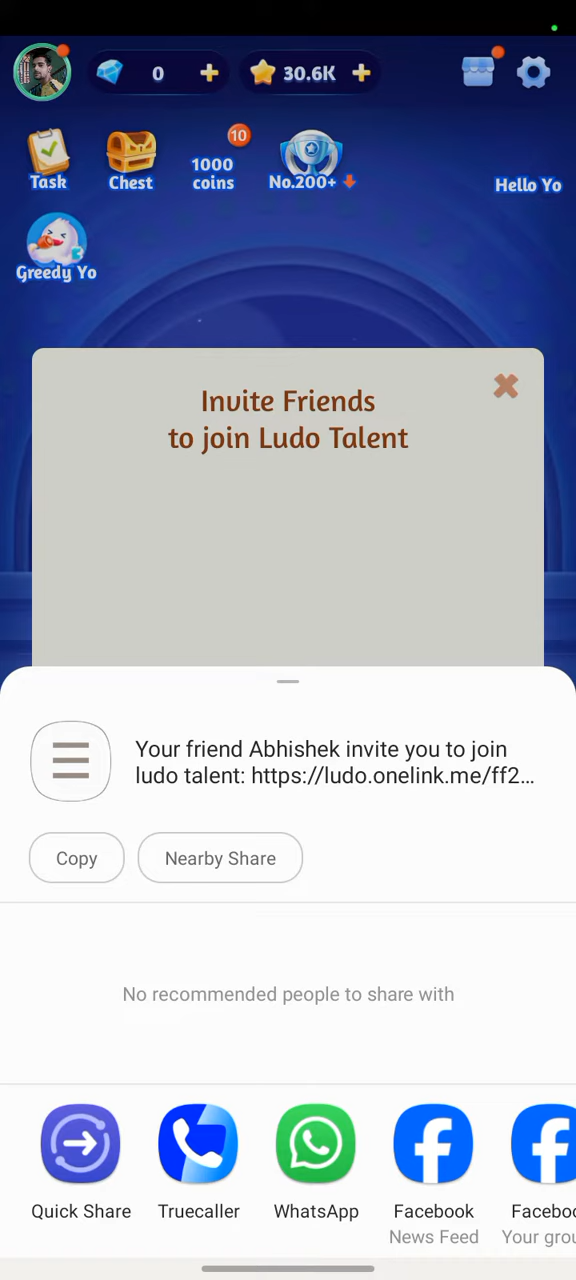 0
30.6K
10
Task
Chest
1000
coins
No.200+
Hello Yo
Greedy Yo
Invite Friends
to join Ludo Talent
Your friend Abhishek invite you to join
ludo talent: https://ludo.onelink.me/ff2...
Copy
Nearby Share
No recommended people to share with
Quick Share
Truecaller
WhatsApp
Facebook
News Feed
Faceboo
Your grou